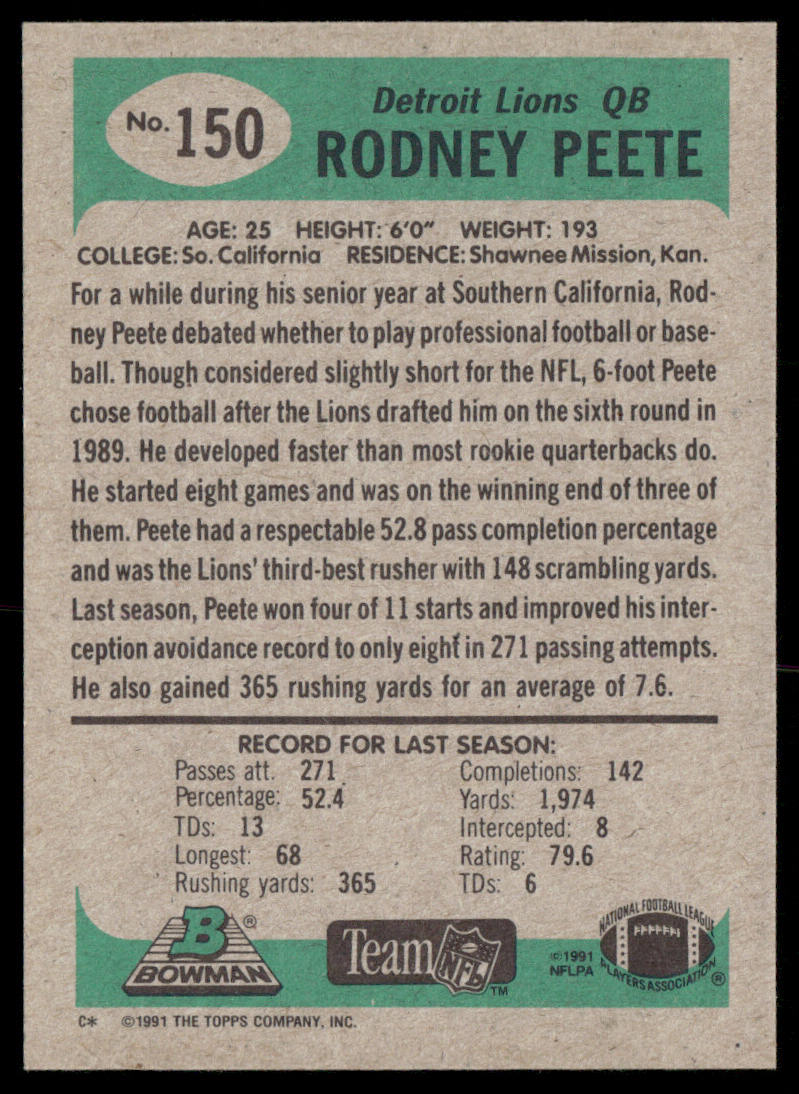 No. 150
Detroit Lions QB
RODNEY PEETE
AGE: 25 HEIGHT: 6'0" WEIGHT: 193
COLLEGE: So. California RESIDENCE: Shawnee Mission, Kan.
For a while during his senior year at Southern California, Rod-
ney Peete debated whether to play professional football or base-
ball. Though considered slightly short for the NFL, 6-foot Peete
chose football after the Lions drafted him on the sixth round in
1989. He developed faster than most rookie quarterbacks do.
He started eight games and was on the winning end of three of
them. Peete had a respectable 52.8 pass completion percentage
and was the Lions' third-best rusher with 148 scrambling yards.
Last season, Peete won four of 11 starts and improved his inter-
ception avoidance record to only eight in 271 passing attempts.
He also gained 365 rushing yards for an average of 7.6.
RECORD FOR LAST SEASON:
Passes att. 271 Completions: 142
Percentage: 52.4 Yards: 1,974
TDs: 13 Intercepted: 8
Longest: 68 Rating: 79.6
Rushing yards: 365 TDs: 6
B ®
BOWMAN
Team NFL ™
©1991
NFLPA
NATIONAL FOOTBALL LEAGUE
PLAYERS ASSOCIATION ®
C* ©1991 THE TOPPS COMPANY, INC.